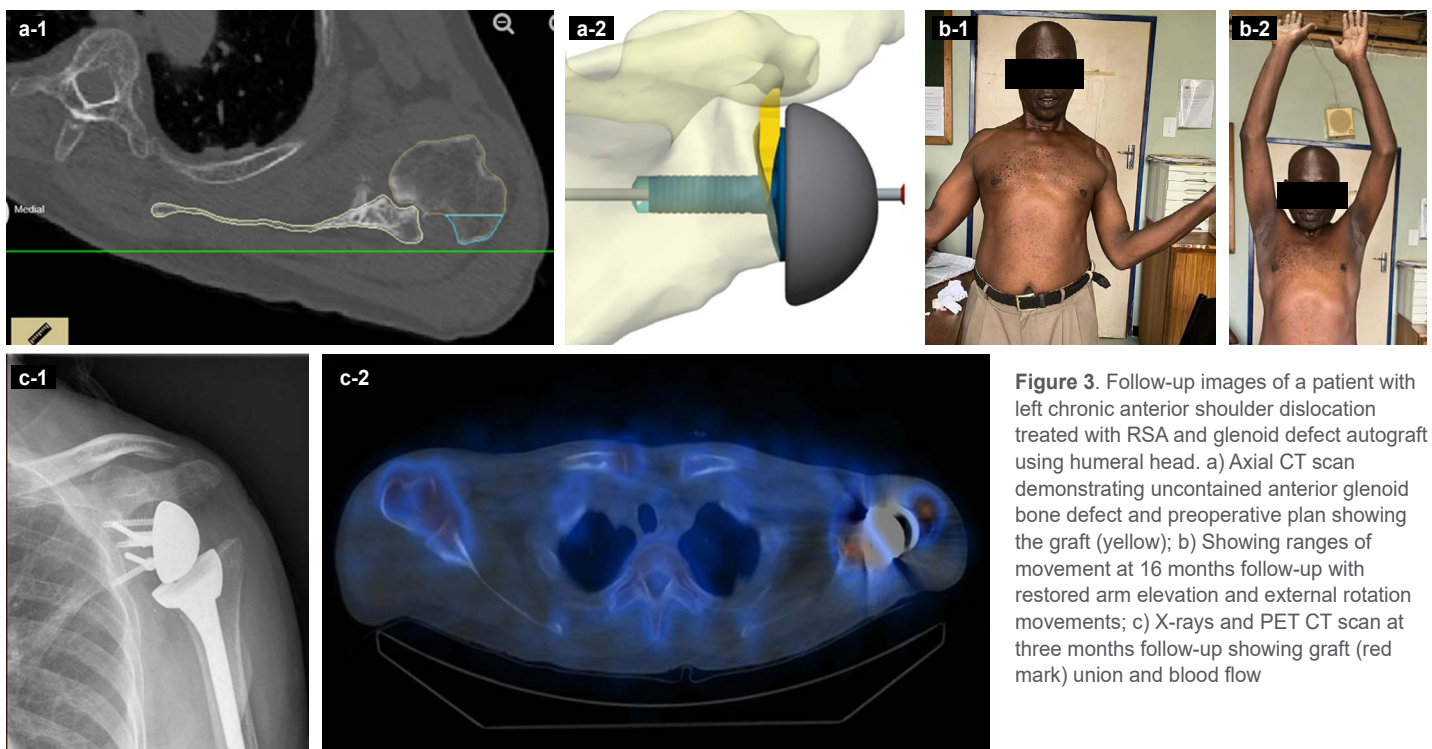 a-1
Medial
a-2
b-1
b-2
c-1
c-2
Figure 3. Follow-up images of a patient with
left chronic anterior shoulder dislocation
treated with RSA and glenoid defect autograft
using humeral head. a) Axial CT scan
demonstrating uncontained anterior glenoid
bone defect and preoperative plan showing
the graft (yellow); b) Showing ranges of
movement at 16 months follow-up with
restored arm elevation and external rotation
movements; c) X-rays and PET CT scan at
three months follow-up showing graft (red
mark) union and blood flow